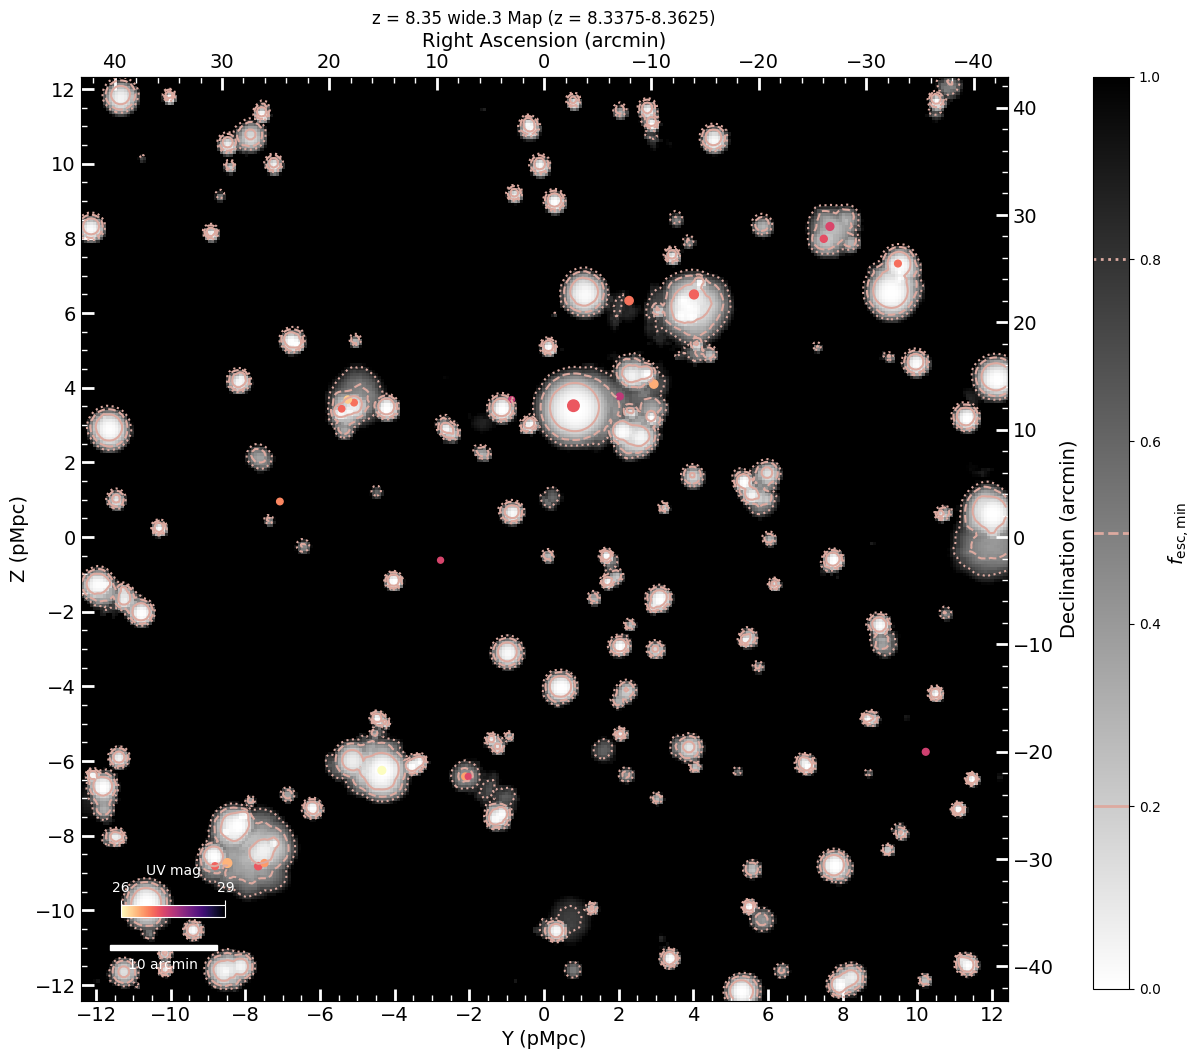 z = 8.35 wide.3 Map (z = 8.3375-8.3625)
Right Ascension (arcmin)
40 30 20 10 0 −10 −20 −30 −40
12
10
8
6
4
2
0
−2
−4
−6
−8
−10
−12
Z (pMpc)
40
30
20
10
0
−10
−20
−30
−40
Declination (arcmin)
1.0
0.8
0.6
0.4
0.2
0.0
f_esc,min
UV mag
26 29
10 arcmin
−12 −10 −8 −6 −4 −2 0 2 4 6 8 10 12
Y (pMpc)